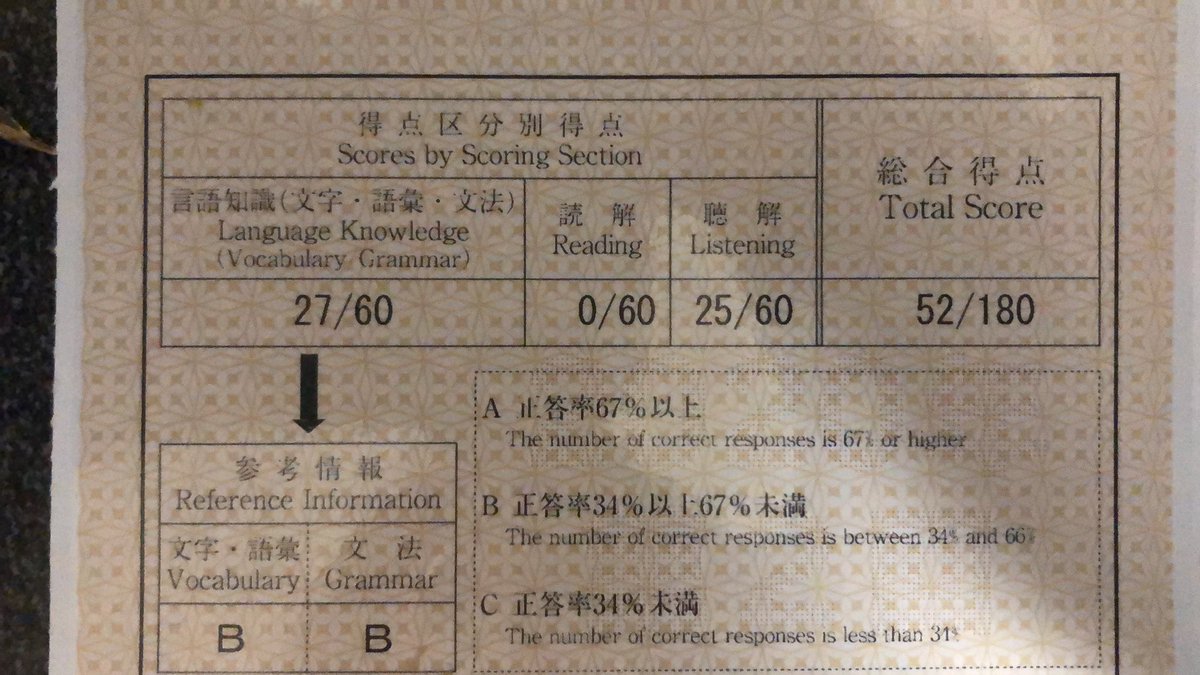 得点区分別得点
Scores by Scoring Section
総合得点
Total Score
言語知識(文字・語彙・文法)
Language Knowledge
(Vocabulary Grammar)
読解
Reading
聴解
Listening
27/60
0/60
25/60
52/180
参考情報
Reference Information
文字・語彙
Vocabulary
文法
Grammar
B
B
A 正答率67%以上
The number of correct responses is 67% or higher
B 正答率34%以上67%未満
The number of correct responses is between 34% and 66%
C 正答率34%未満
The number of correct responses is less than 34%